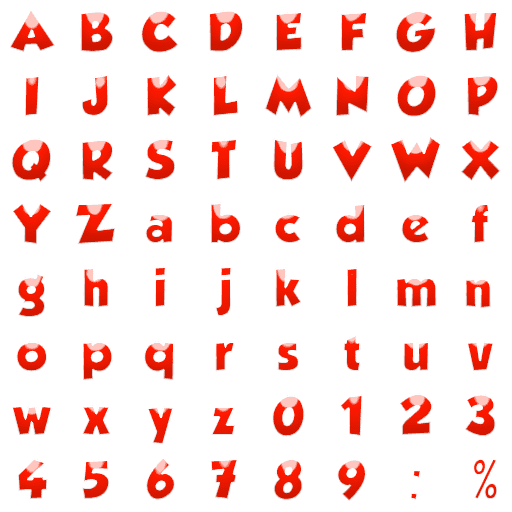 A B C D E F G H
I J K L M N O P
Q R S T U V W X
Y Z a b c d e f
g h i j k l m n
o p q r s t u v
w x y z 0 1 2 3
4 5 6 7 8 9 : %